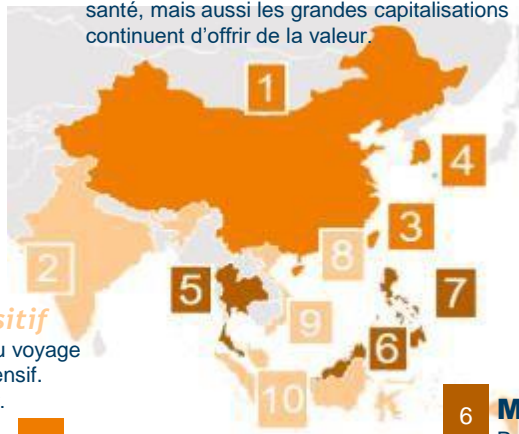 santé, mais aussi les grandes capitalisations
continuent d'offrir de la valeur.
1
4
3
8
2
5
7
9
6
10
sitif
u voyage
ensif.
.
6 M